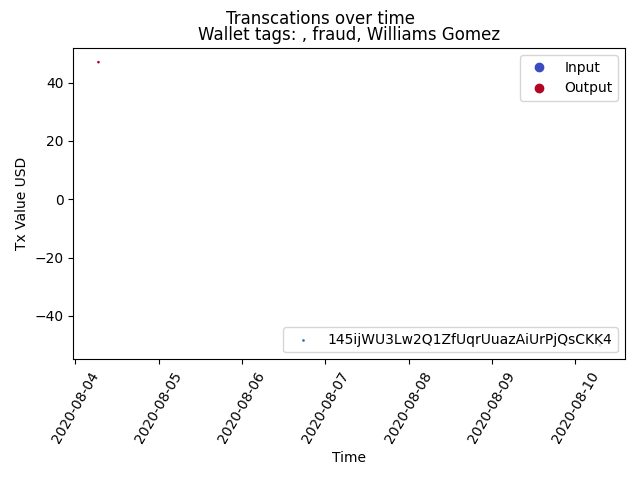 Transcations over time
Wallet tags: , fraud, Williams Gomez
Input
Output
40
20
0
−20
−40
Tx Value USD
145ijWU3Lw2Q1ZfUqrUuazAiUrPjQsCKK4
2020-08-04
2020-08-05
2020-08-06
2020-08-07
2020-08-08
2020-08-09
2020-08-10
Time